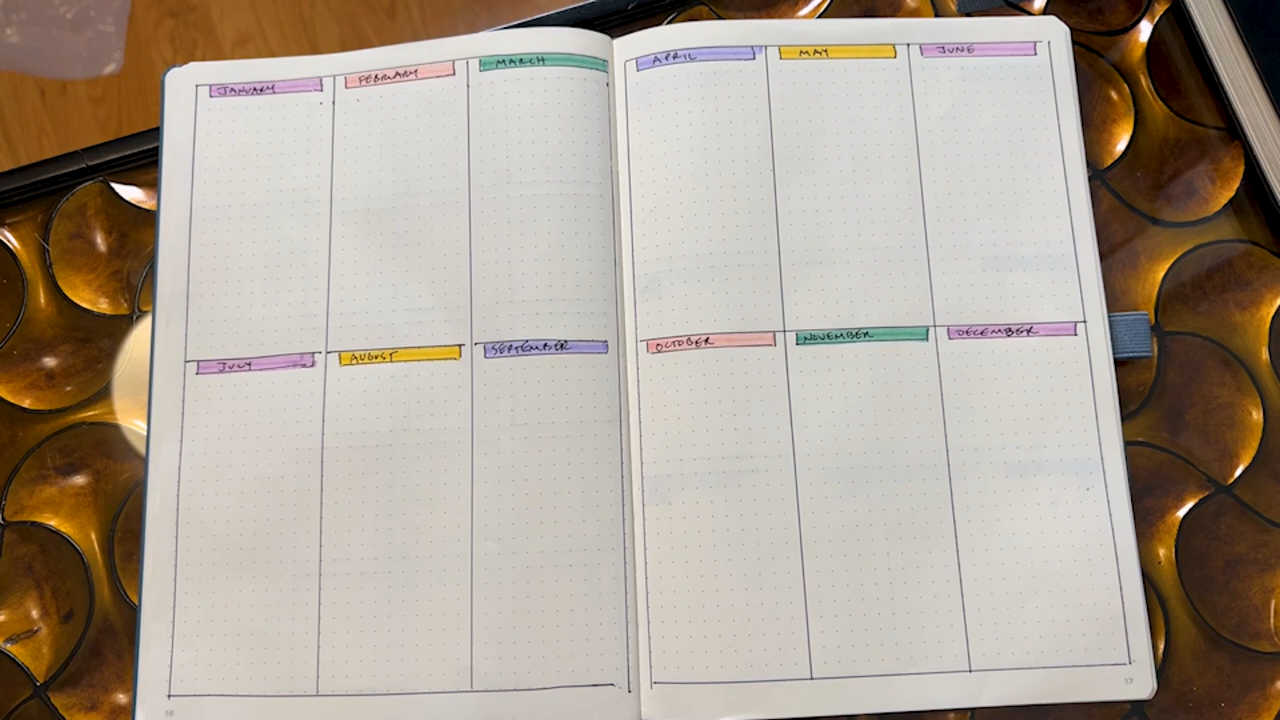 JANUARY
FEBRUARY
MARCH
APRIL
MAY
JUNE
JULY
AUGUST
SEPTEMBER
OCTOBER
NOVEMBER
DECEMBER
16
17